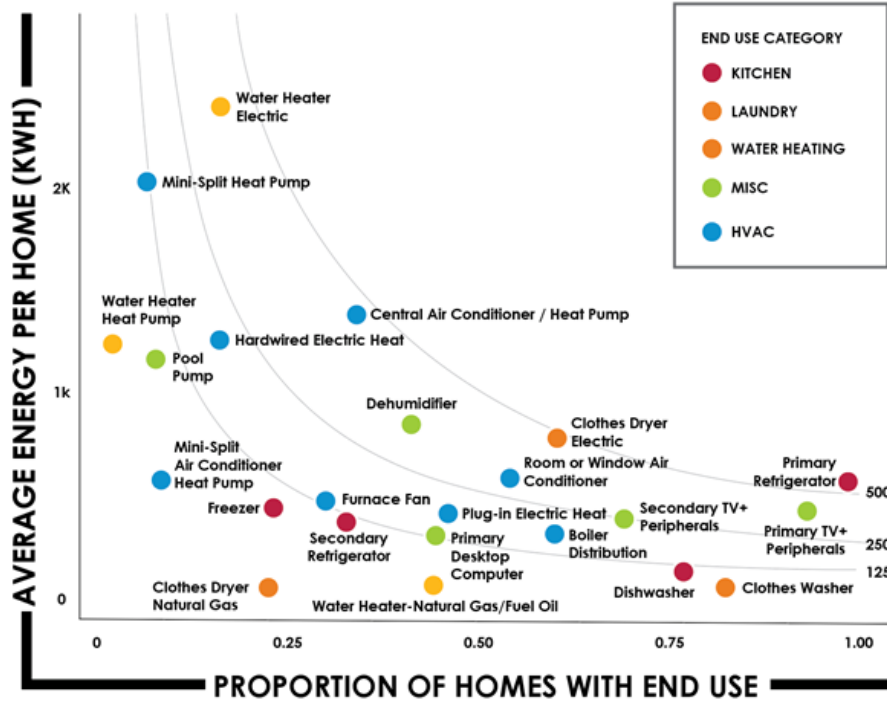 AVERAGE ENERGY PER HOME (KWH)
2K
1k
0
END USE CATEGORY
KITCHEN
LAUNDRY
WATER HEATING
MISC
HVAC
Water Heater
Electric
Mini-Split Heat Pump
Water Heater
Heat Pump
Central Air Conditioner / Heat Pump
Hardwired Electric Heat
Pool
Pump
Dehumidifier
Clothes Dryer
Electric
Mini-Split
Air Conditioner
Heat Pump
Room or Window Air
Conditioner
Primary
Refrigerator
500
Freezer
Furnace Fan
Secondary
Refrigerator
Plug-in Electric Heat
Secondary TV+
Peripherals
Primary TV+
Peripherals
250
Primary
Desktop
Computer
Boiler
Distribution
125
Clothes Dryer
Natural Gas
Water Heater-Natural Gas/Fuel Oil
Dishwasher
Clothes Washer
0
0.25
0.50
0.75
1.00
PROPORTION OF HOMES WITH END USE